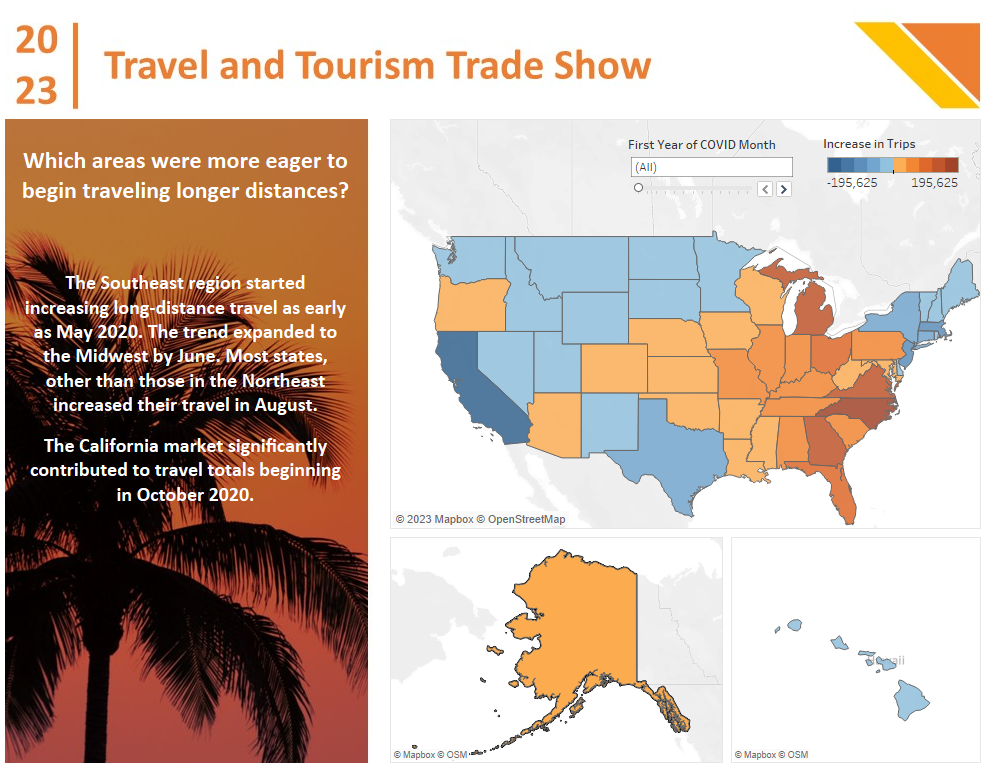 20
23
Travel and Tourism Trade Show
Which areas were more eager to
begin traveling longer distances?
The Southeast region started
increasing long-distance travel as early
as May 2020. The trend expanded to
the Midwest by June. Most states,
other than those in the Northeast
increased their travel in August.
The California market significantly
contributed to travel totals beginning
in October 2020.
First Year of COVID Month
(All)
Increase in Trips
-195,625 195,625
© 2023 Mapbox © OpenStreetMap
© Mapbox © OSM
© Mapbox © OSM